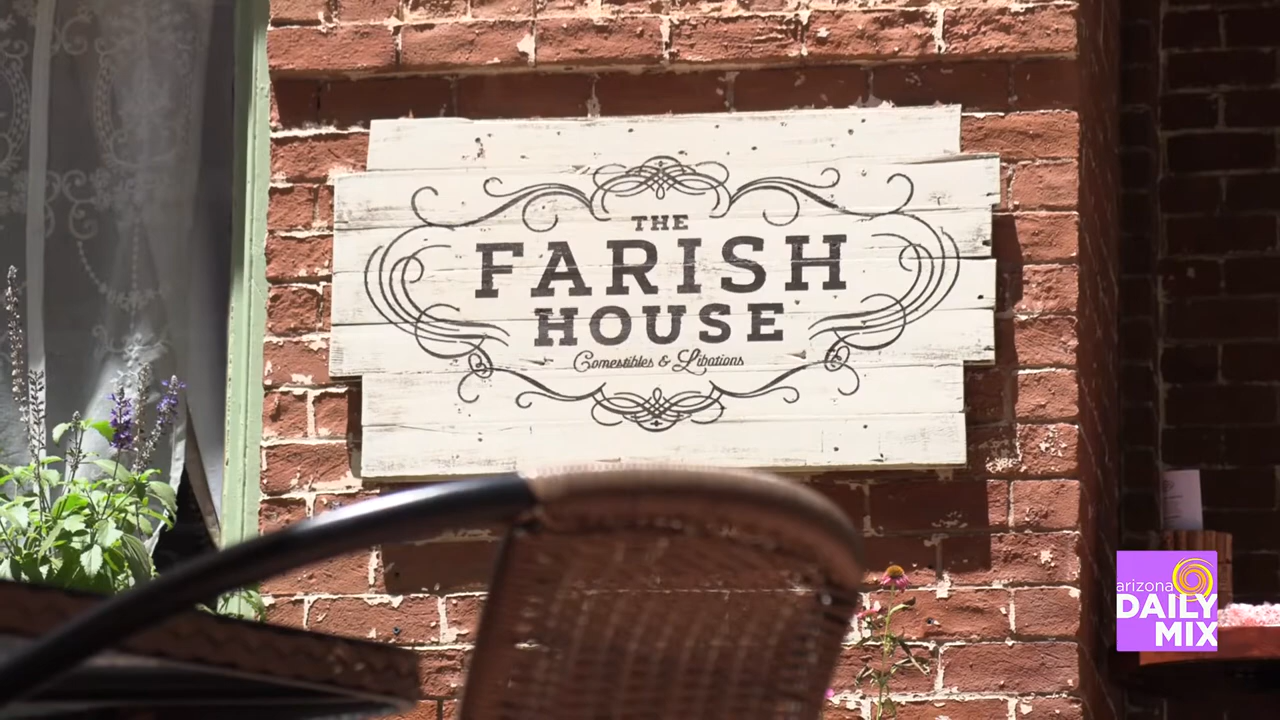 THE
FARISH
HOUSE
Comestibles & Libations
arizona
DAILY
MIX